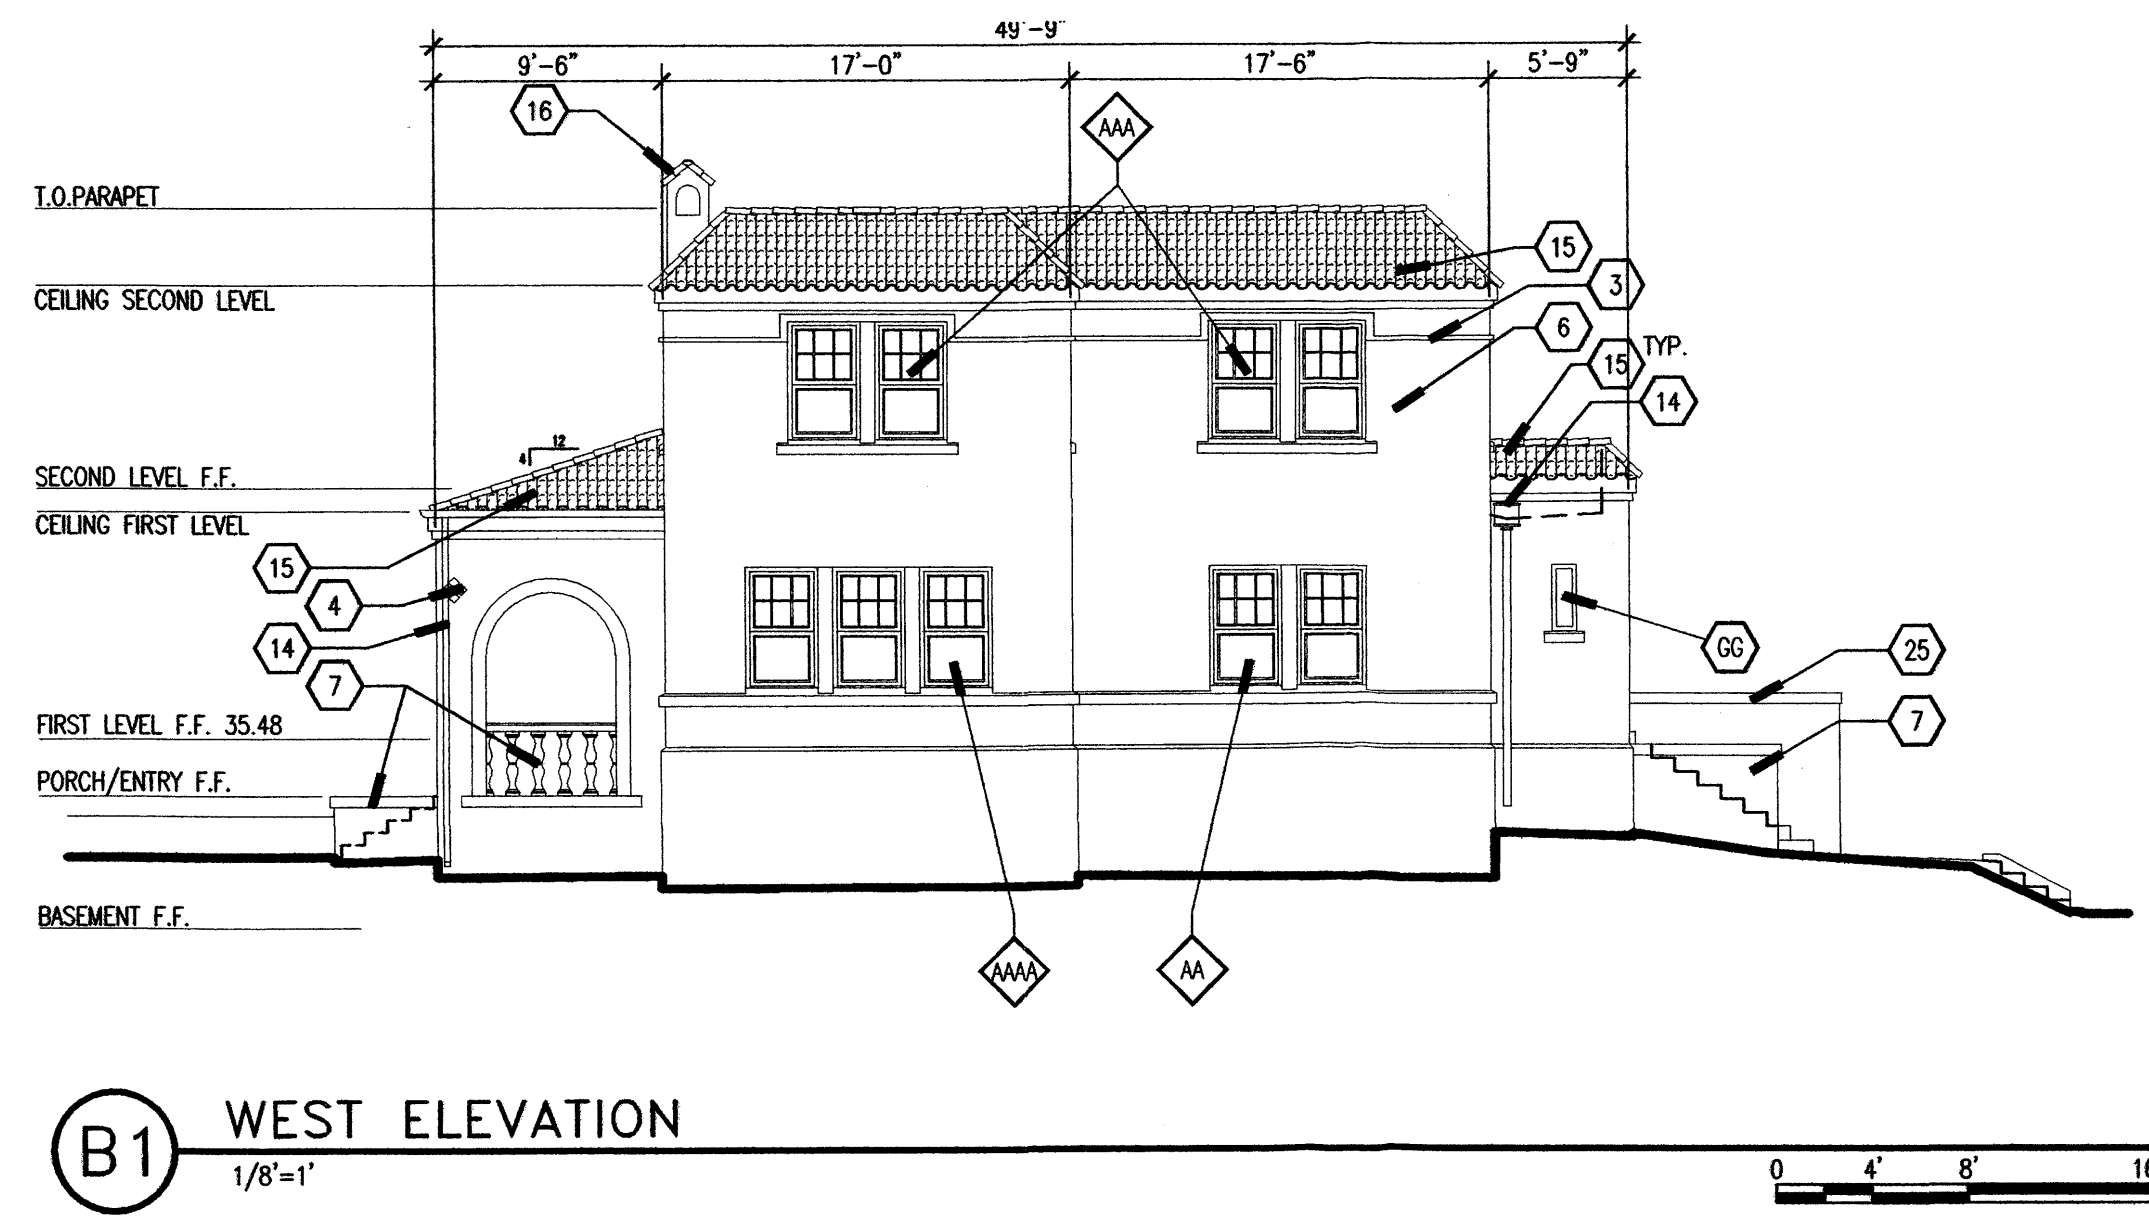 49'-9"
9'-6" 17'-0" 17'-6" 5'-9"
16
AAA
T.O.PARAPET
15
3
CEILING SECOND LEVEL
6
15 TYP.
14
12
4
SECOND LEVEL F.F.
CEILING FIRST LEVEL
15
4
14
GG
25
7
FIRST LEVEL F.F. 35.48
7
PORCH/ENTRY F.F.
BASEMENT F.F.
AAAA
AA
B1
WEST ELEVATION
1/8'=1'
0 4' 8'